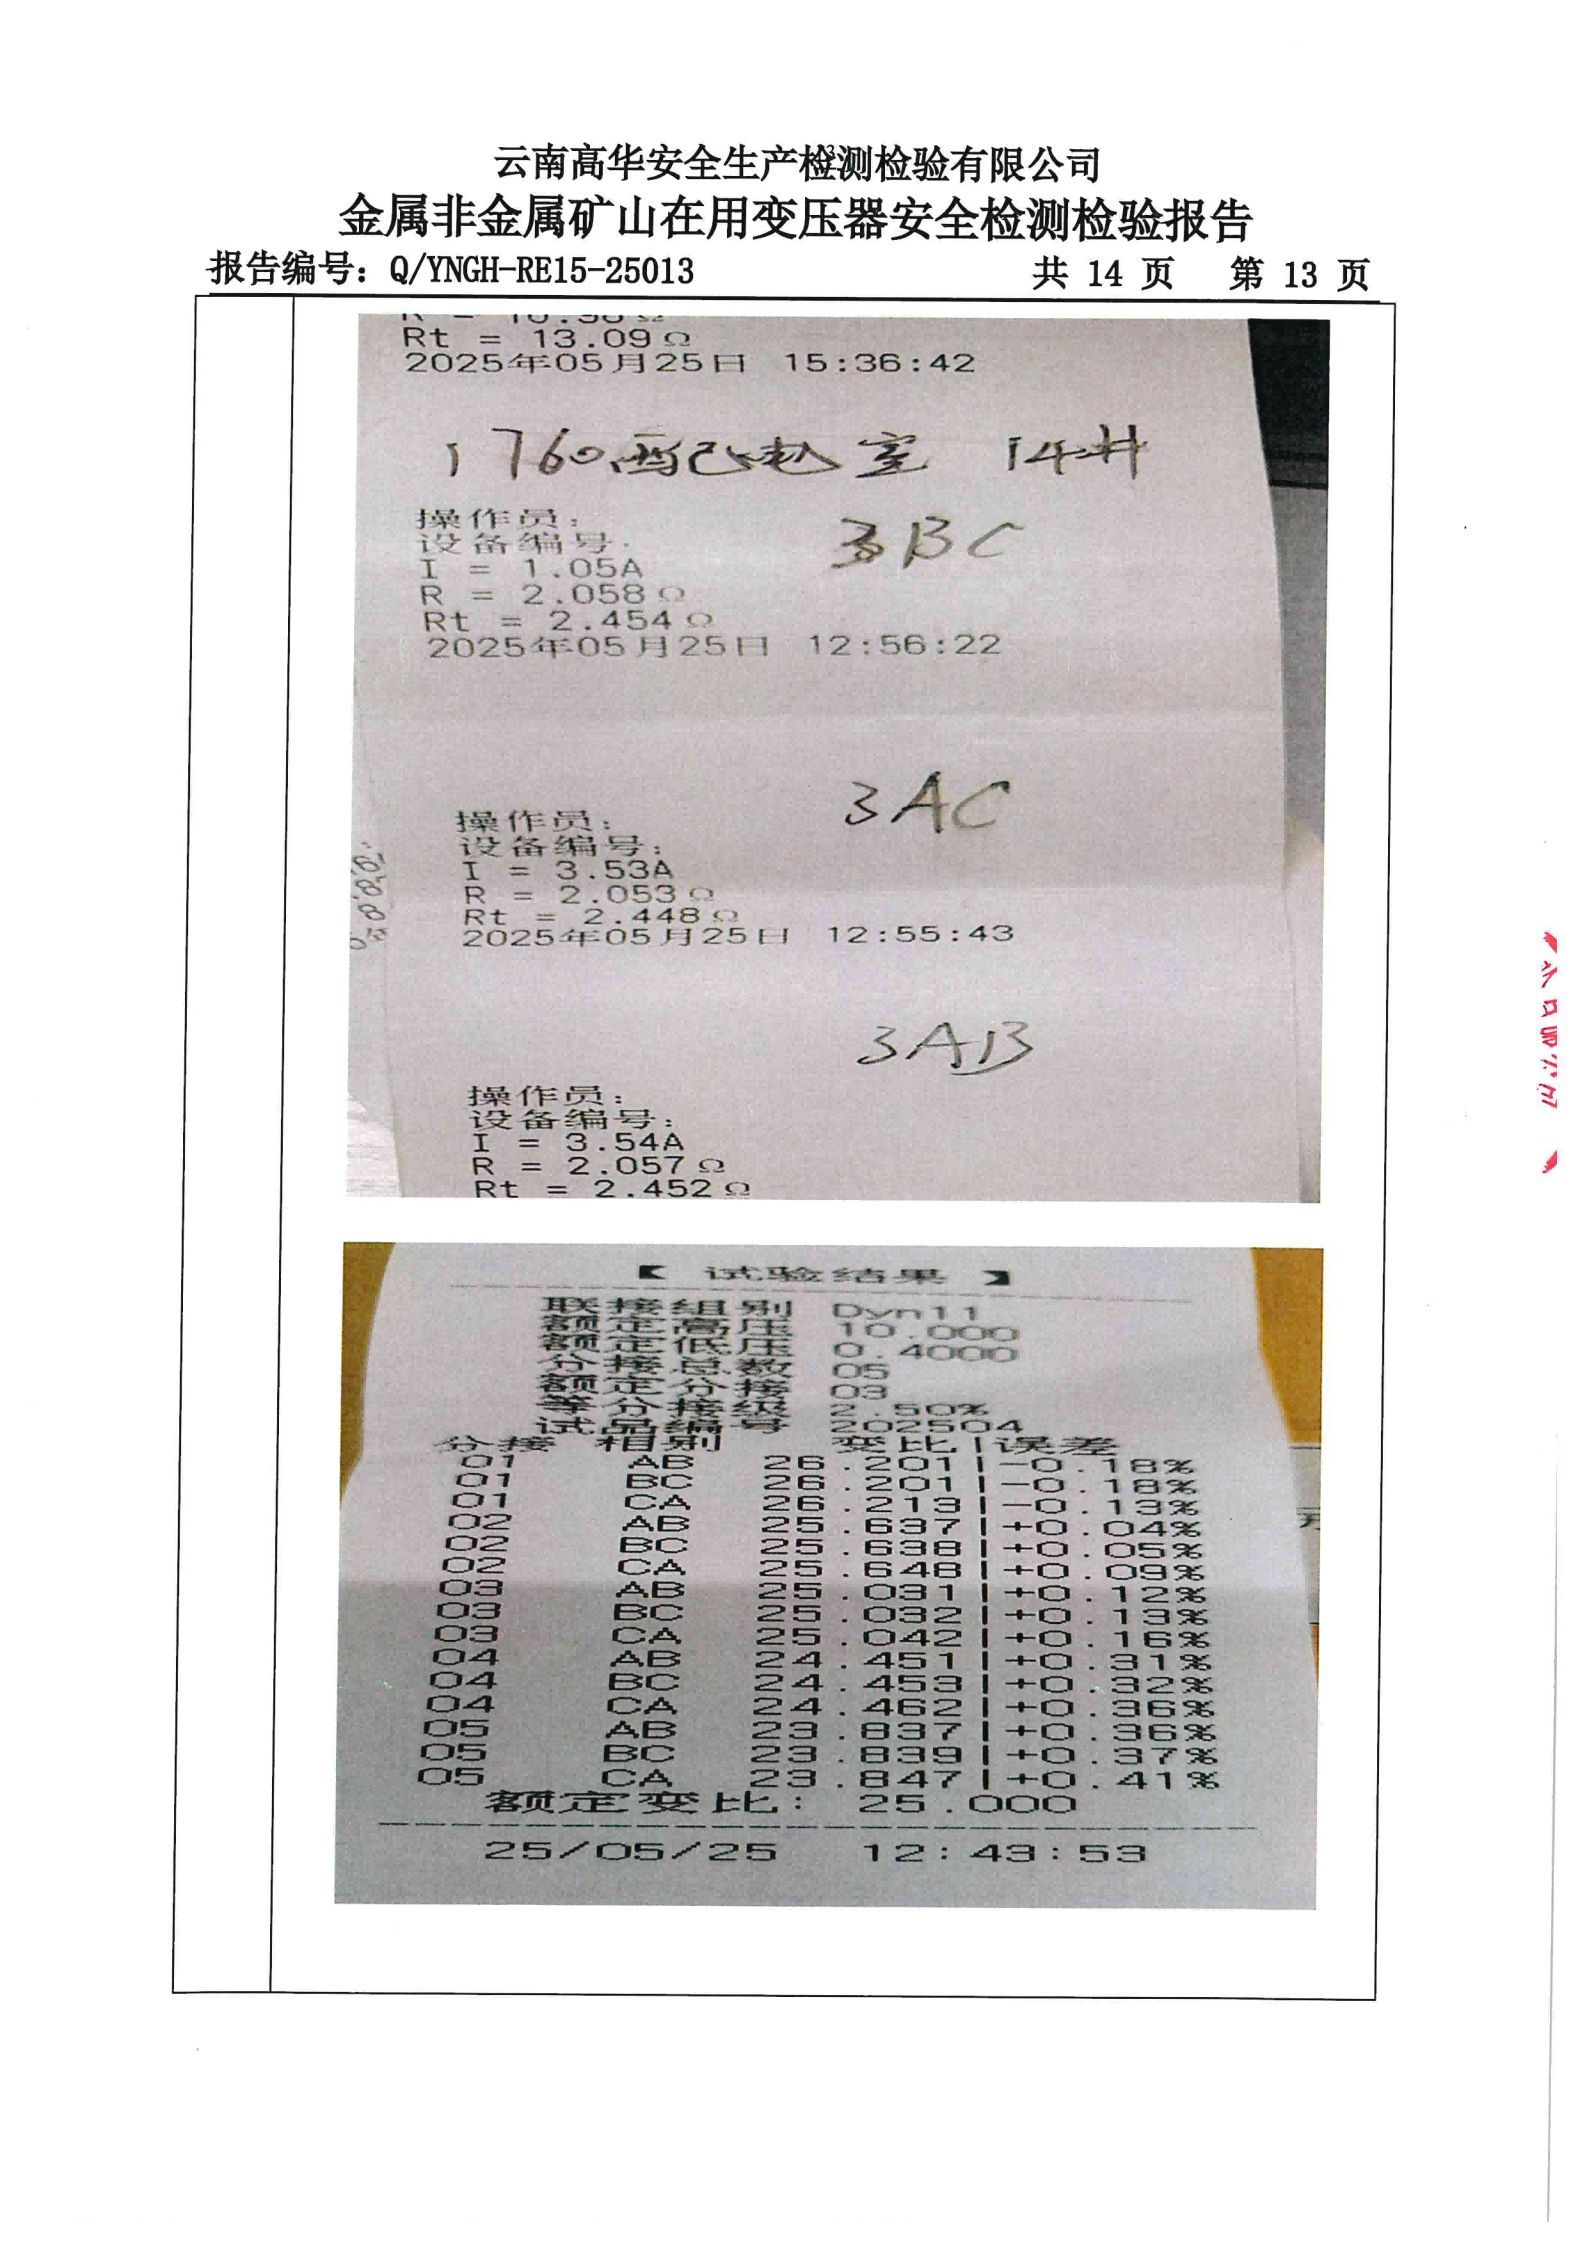 云南高华安全生产检测检验有限公司
金属非金属矿山在用变压器安全检测检验报告
报告编号：Q/YNGH-RE15-25013 共 14 页 第 13 页
Rt = 13.09Ω
2025年05月25日 15:36:42
1760配电室 14井
3BC
操作员:
设备编号:
I = 1.05A
R = 2.058Ω
Rt = 2.454Ω
2025年05月25日 12:56:22
3AC
操作员:
设备编号:
I = 3.53A
R = 2.053Ω
Rt = 2.448Ω
2025年05月25日 12:55:43
3AB
操作员:
设备编号:
I = 3.54A
R = 2.057Ω
Rt = 2.452Ω
【 试验结果 】
联接组别 Dyn11
额定高压 10.000
额定低压 0.4000
分接总数 05
额定分接 03
等分接级 2.50%
试品编号 202504
分接 相别 变比|误差
01 AB 26.201|-0.18%
01 BC 26.201|-0.18%
01 CA 26.213|-0.13%
02 AB 25.637|+0.04%
02 BC 25.638|+0.05%
02 CA 25.648|+0.09%
03 AB 25.031|+0.12%
03 BC 25.032|+0.13%
03 CA 25.042|+0.16%
04 AB 24.451|+0.31%
04 BC 24.453|+0.32%
04 CA 24.462|+0.36%
05 AB 23.837|+0.36%
05 BC 23.839|+0.37%
05 CA 23.847|+0.41%
额定变比: 25.000
25/05/25 12:43:53